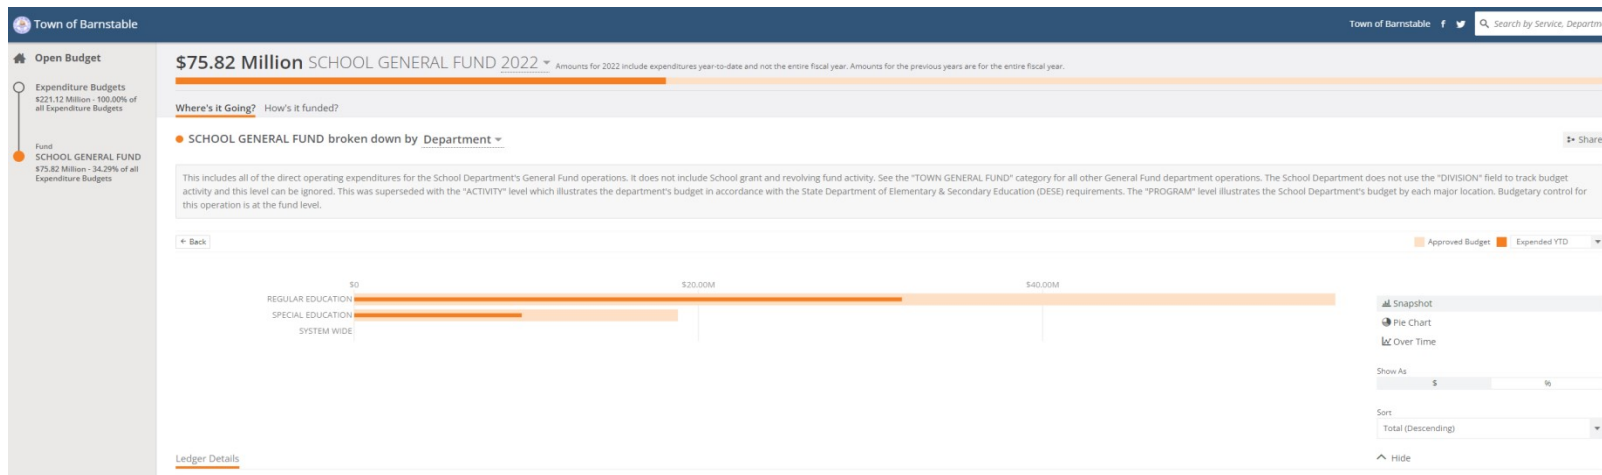 Town of Barnstable
Town of Barnstable f
Search by Service, Departm
Open Budget
Expenditure Budgets
$221.12 Million - 100.00% of
all Expenditure Budgets
Fund
SCHOOL GENERAL FUND
$75.82 Million - 34.29% of all
Expenditure Budgets
$75.82 Million SCHOOL GENERAL FUND 2022 Amounts for 2022 include expenditures year-to-date and not the entire fiscal year. Amounts for the previous years are for the entire fiscal year.
Where's it Going? How's it funded?
SCHOOL GENERAL FUND broken down by Department
Share
This includes all of the direct operating expenditures for the School Department's General Fund operations. It does not include School grant and revolving fund activity. See the "TOWN GENERAL FUND" category for all other General Fund department operations. The School Department does not use the "DIVISION" field to track budget
activity and this level can be ignored. This was superseded with the "ACTIVITY" level which illustrates the department's budget in accordance with the State Department of Elementary & Secondary Education (DESE) requirements. The "PROGRAM" level illustrates the School Department's budget by each major location. Budgetary control for
this operation is at the fund level.
Back
Approved Budget Expended YTD
$0 $20.00M $40.00M
REGULAR EDUCATION
SPECIAL EDUCATION
SYSTEM WIDE
Snapshot
Pie Chart
Over Time
Show As
$ %
Sort
Total (Descending)
Hide
Ledger Details